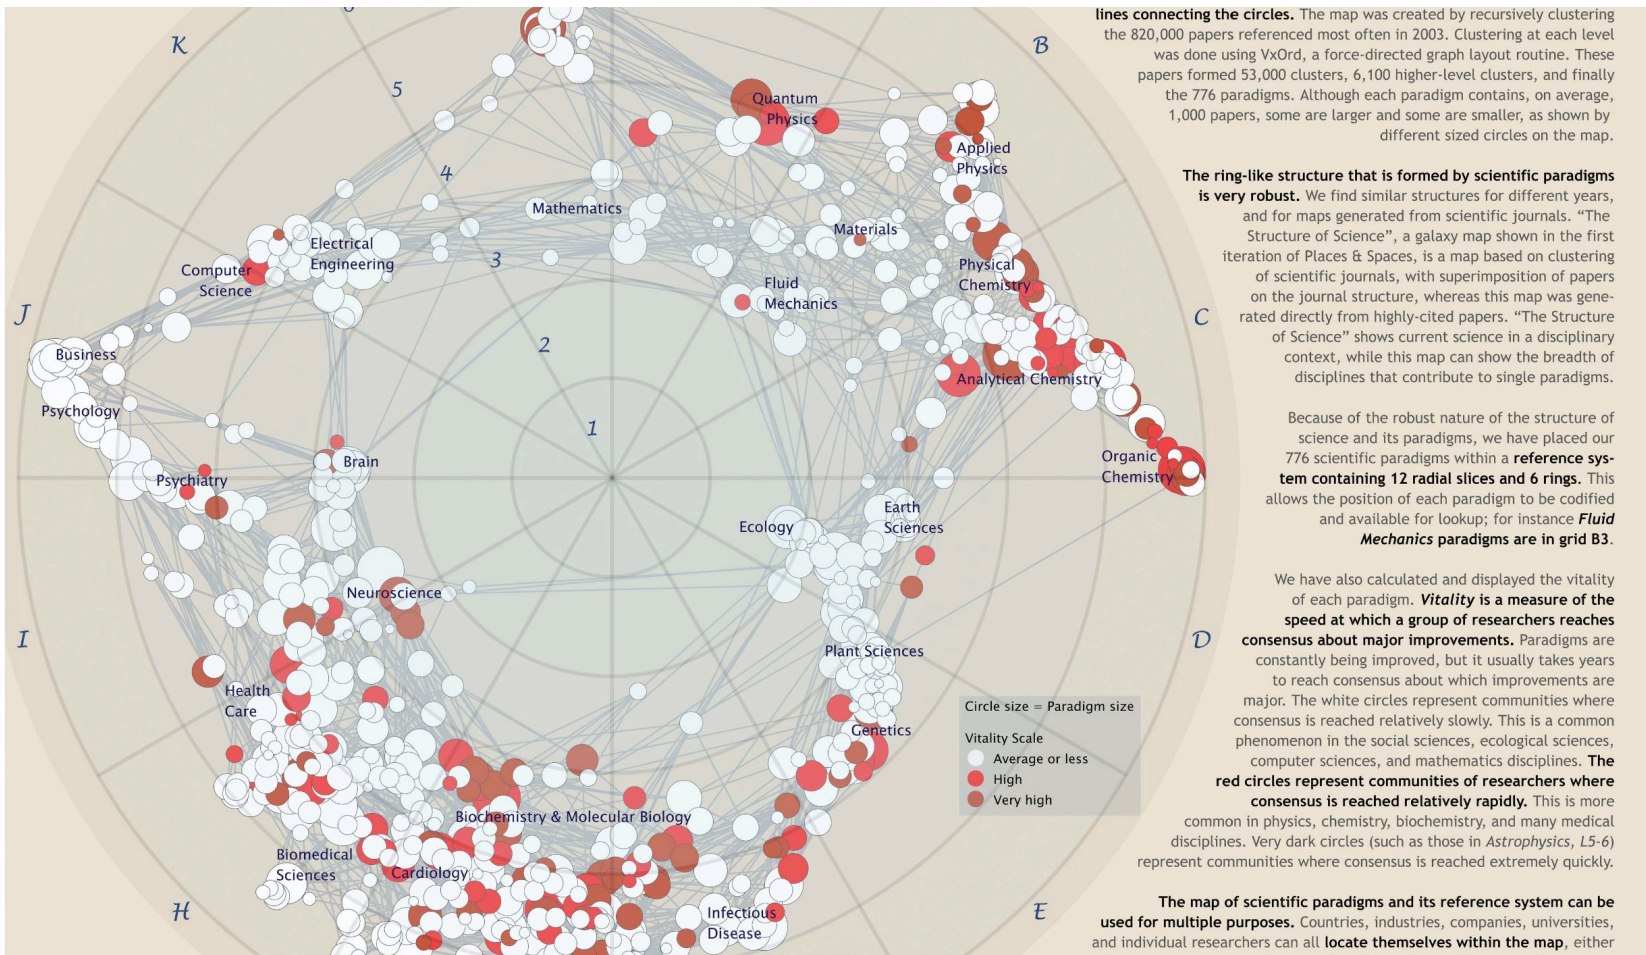 K
6
5
4
3
2
1
B
J
C
I
D
H
E
Quantum
Physics
Applied
Physics
Mathematics
Materials
Electrical
Engineering
Computer
Science
Physical
Chemistry
Fluid
Mechanics
Business
Psychology
Analytical Chemistry
Psychiatry
Brain
Organic
Chemistry
Ecology
Earth
Sciences
Neuroscience
Plant Sciences
Health
Care
Genetics
Biochemistry & Molecular Biology
Biomedical
Sciences
Cardiology
Infectious
Disease
Circle size = Paradigm size
Vitality Scale
Average or less
High
Very high
lines connecting the circles. The map was created by recursively clustering
the 820,000 papers referenced most often in 2003. Clustering at each level
was done using VxOrd, a force-directed graph layout routine. These
papers formed 53,000 clusters, 6,100 higher-level clusters, and finally
the 776 paradigms. Although each paradigm contains, on average,
1,000 papers, some are larger and some are smaller, as shown by
different sized circles on the map.
The ring-like structure that is formed by scientific paradigms
is very robust. We find similar structures for different years,
and for maps generated from scientific journals. “The
Structure of Science”, a galaxy map shown in the first
iteration of Places & Spaces, is a map based on clustering
of scientific journals, with superimposition of papers
on the journal structure, whereas this map was gene-
rated directly from highly-cited papers. “The Structure
of Science” shows current science in a disciplinary
context, while this map can show the breadth of
disciplines that contribute to single paradigms.
Because of the robust nature of the structure of
science and its paradigms, we have placed our
776 scientific paradigms within a reference sys-
tem containing 12 radial slices and 6 rings. This
allows the position of each paradigm to be codified
and available for lookup; for instance Fluid
Mechanics paradigms are in grid B3.
We have also calculated and displayed the vitality
of each paradigm. Vitality is a measure of the
speed at which a group of researchers reaches
consensus about major improvements. Paradigms are
constantly being improved, but it usually takes years
to reach consensus about which improvements are
major. The white circles represent communities where
consensus is reached relatively slowly. This is a common
phenomenon in the social sciences, ecological sciences,
computer sciences, and mathematics disciplines. The
red circles represent communities of researchers where
consensus is reached relatively rapidly. This is more
common in physics, chemistry, biochemistry, and many medical
disciplines. Very dark circles (such as those in Astrophysics, L5-6)
represent communities where consensus is reached extremely quickly.
The map of scientific paradigms and its reference system can be
used for multiple purposes. Countries, industries, companies, universities,
and individual researchers can all locate themselves within the map, either